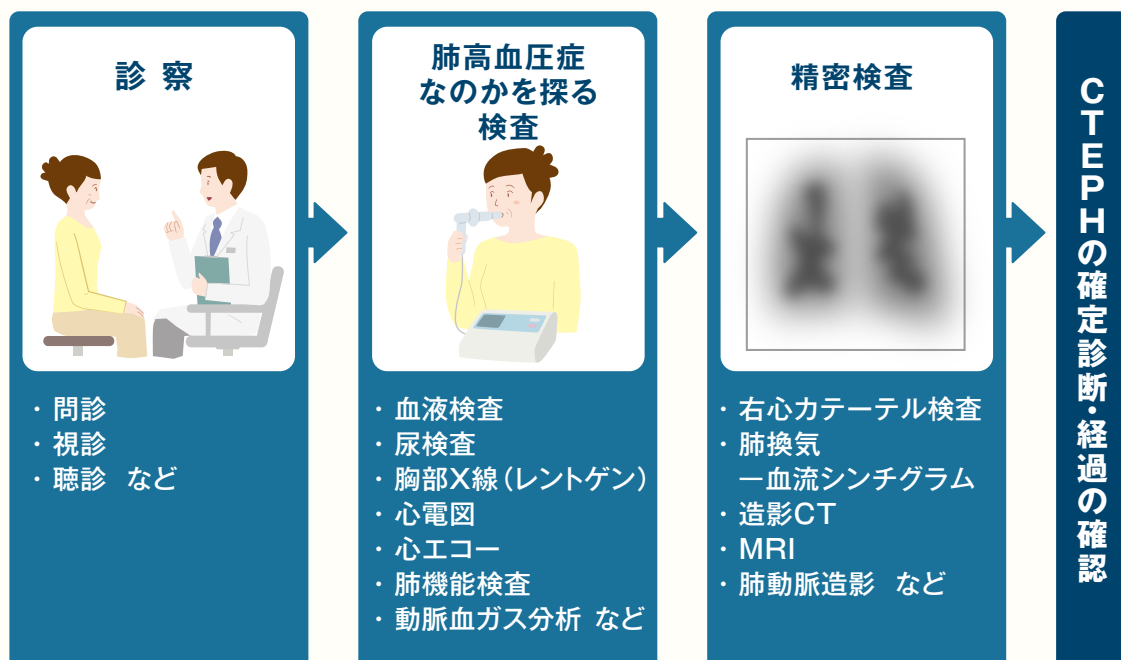 診察
・問診
・視診
・聴診 など
肺高血圧症
なのかを探る
検査
・血液検査
・尿検査
・胸部X線(レントゲン)
・心電図
・心エコー
・肺機能検査
・動脈血ガス分析 など
精密検査
・右心カテーテル検査
・肺換気
ー血流シンチグラム
・造影CT
・MRI
・肺動脈造影 など
CTEPHの確定診断・経過の確認